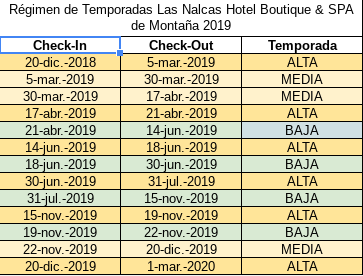 Régimen de Temporadas Las Nalcas Hotel Boutique & SPA
de Montaña 2019
Check-In Check-Out Temporada
20-dic.-2018 5-mar.-2019 ALTA
5-mar.-2019 30-mar.-2019 MEDIA
30-mar.-2019 17-abr.-2019 MEDIA
17-abr.-2019 21-abr.-2019 ALTA
21-abr.-2019 14-jun.-2019 BAJA
14-jun.-2019 18-jun.-2019 ALTA
18-jun.-2019 30-jun.-2019 BAJA
30-jun.-2019 31-jul.-2019 ALTA
31-jul.-2019 15-nov.-2019 BAJA
15-nov.-2019 19-nov.-2019 ALTA
19-nov.-2019 22-nov.-2019 BAJA
22-nov.-2019 20-dic.-2019 MEDIA
20-dic.-2019 1-mar.-2020 ALTA